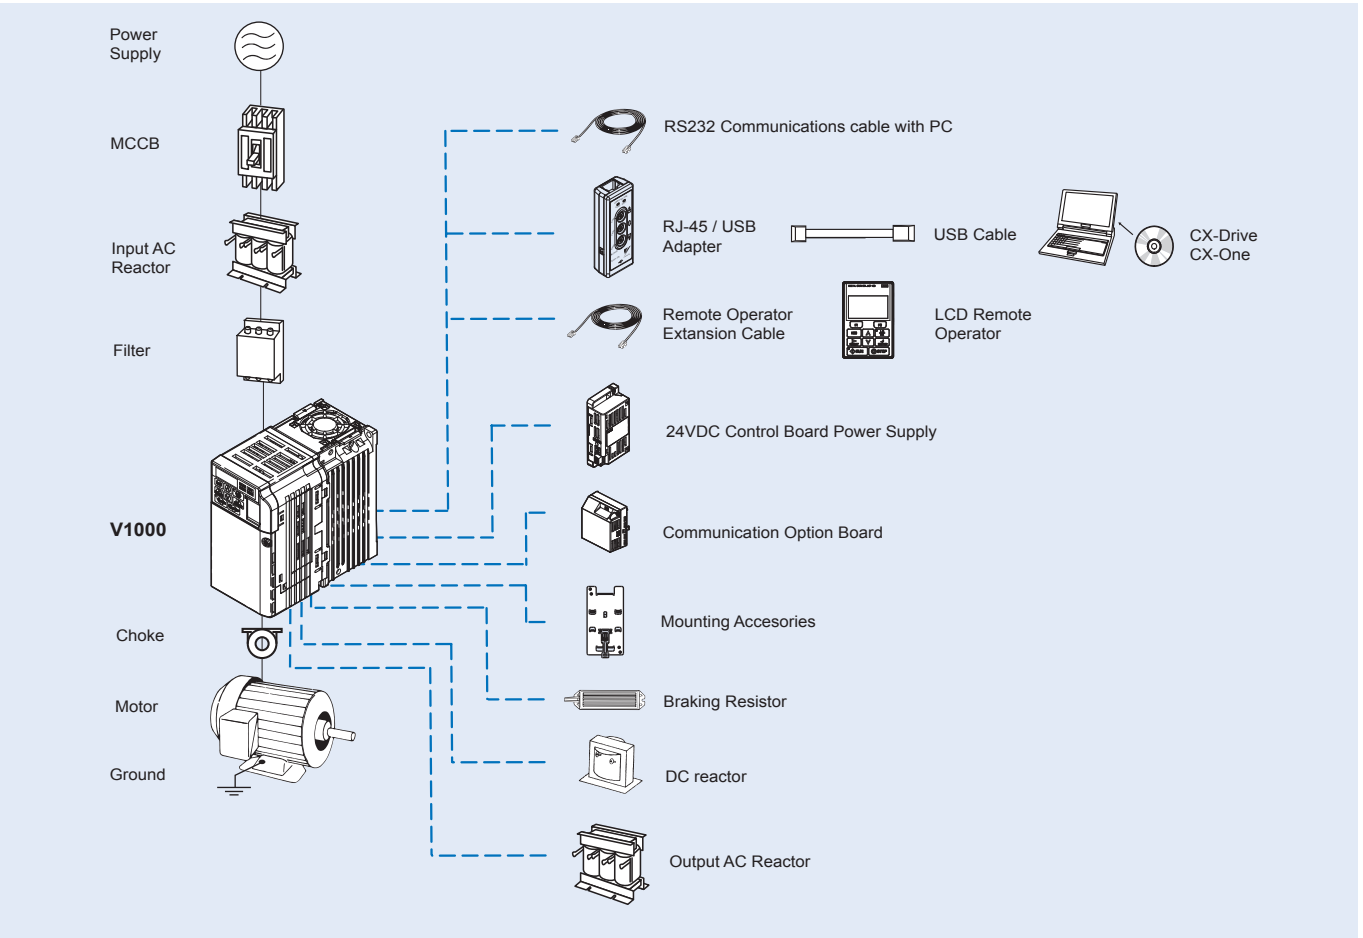 Power
Supply
MCCB
Input AC
Reactor
Filter
V1000
Choke
Motor
Ground
RS232 Communications cable with PC
RJ-45 / USB
Adapter
USB Cable
CX-Drive
CX-One
Remote Operator
Extension Cable
LCD Remote
Operator
24VDC Control Board Power Supply
Communication Option Board
Mounting Accesories
Braking Resistor
DC reactor
Output AC Reactor